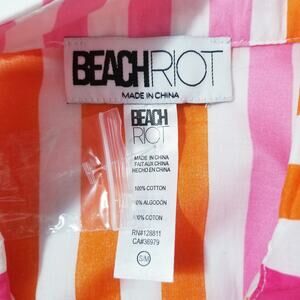 BEACHRIOT
MADE IN CHINA
BEACH
RIOT
MADE IN CHINA
FAIT AUX CHINA
HECHO EN CHINA
100% COTTON
100% ALGODÓN
100% COTON
RN#128811
CA#36979
S/M